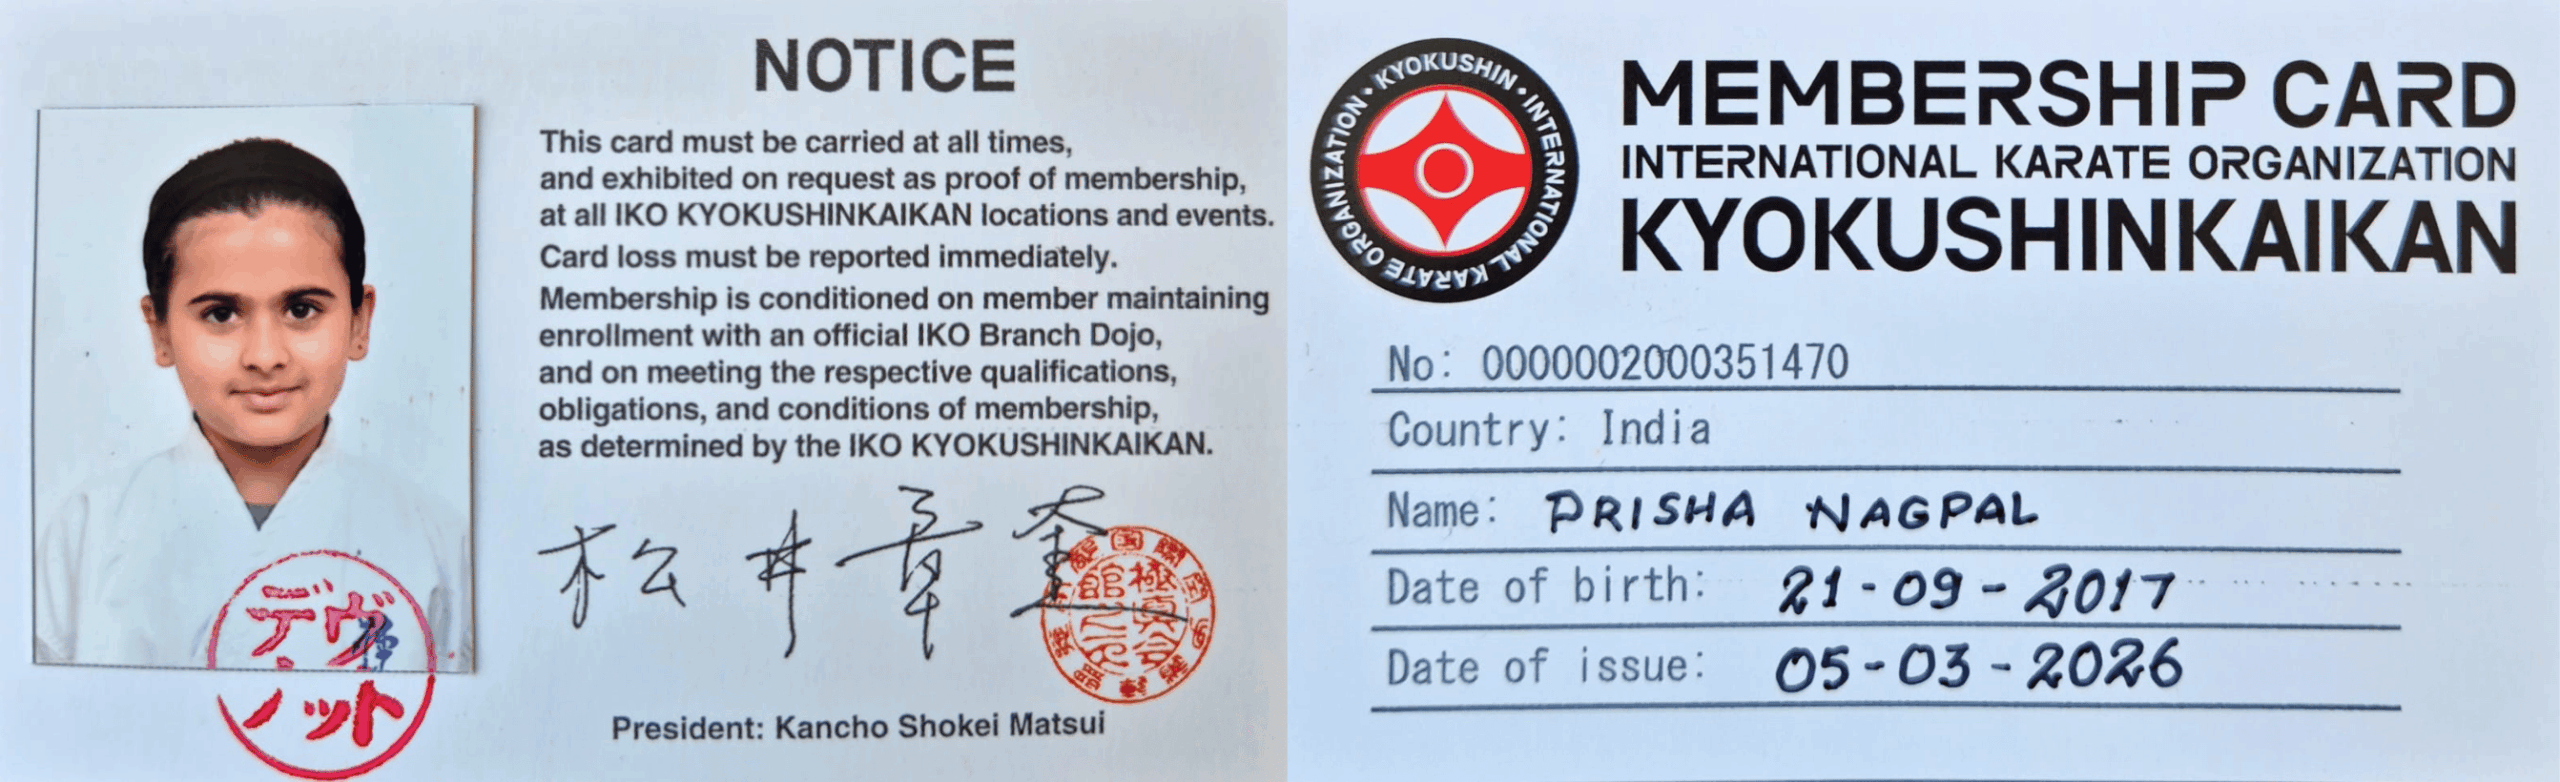 NOTICE
This card must be carried at all times,
and exhibited on request as proof of membership,
at all IKO KYOKUSHINKAIKAN locations and events.
Card loss must be reported immediately.
Membership is conditioned on member maintaining
enrollment with an official IKO Branch Dojo,
and on meeting the respective qualifications,
obligations, and conditions of membership,
as determined by the IKO KYOKUSHINKAIKAN.
松井章奎
President: Kancho Shokei Matsui
デヴ
ット
KYOKUSHIN • INTERNATIONAL KARATE ORGANIZATION •
MEMBERSHIP CARD
INTERNATIONAL KARATE ORGANIZATION
KYOKUSHINKAIKAN
No: 0000002000351470
Country: India
Name: PRISHA NAGPAL
Date of birth: 21-09-2017
Date of issue: 05-03-2026